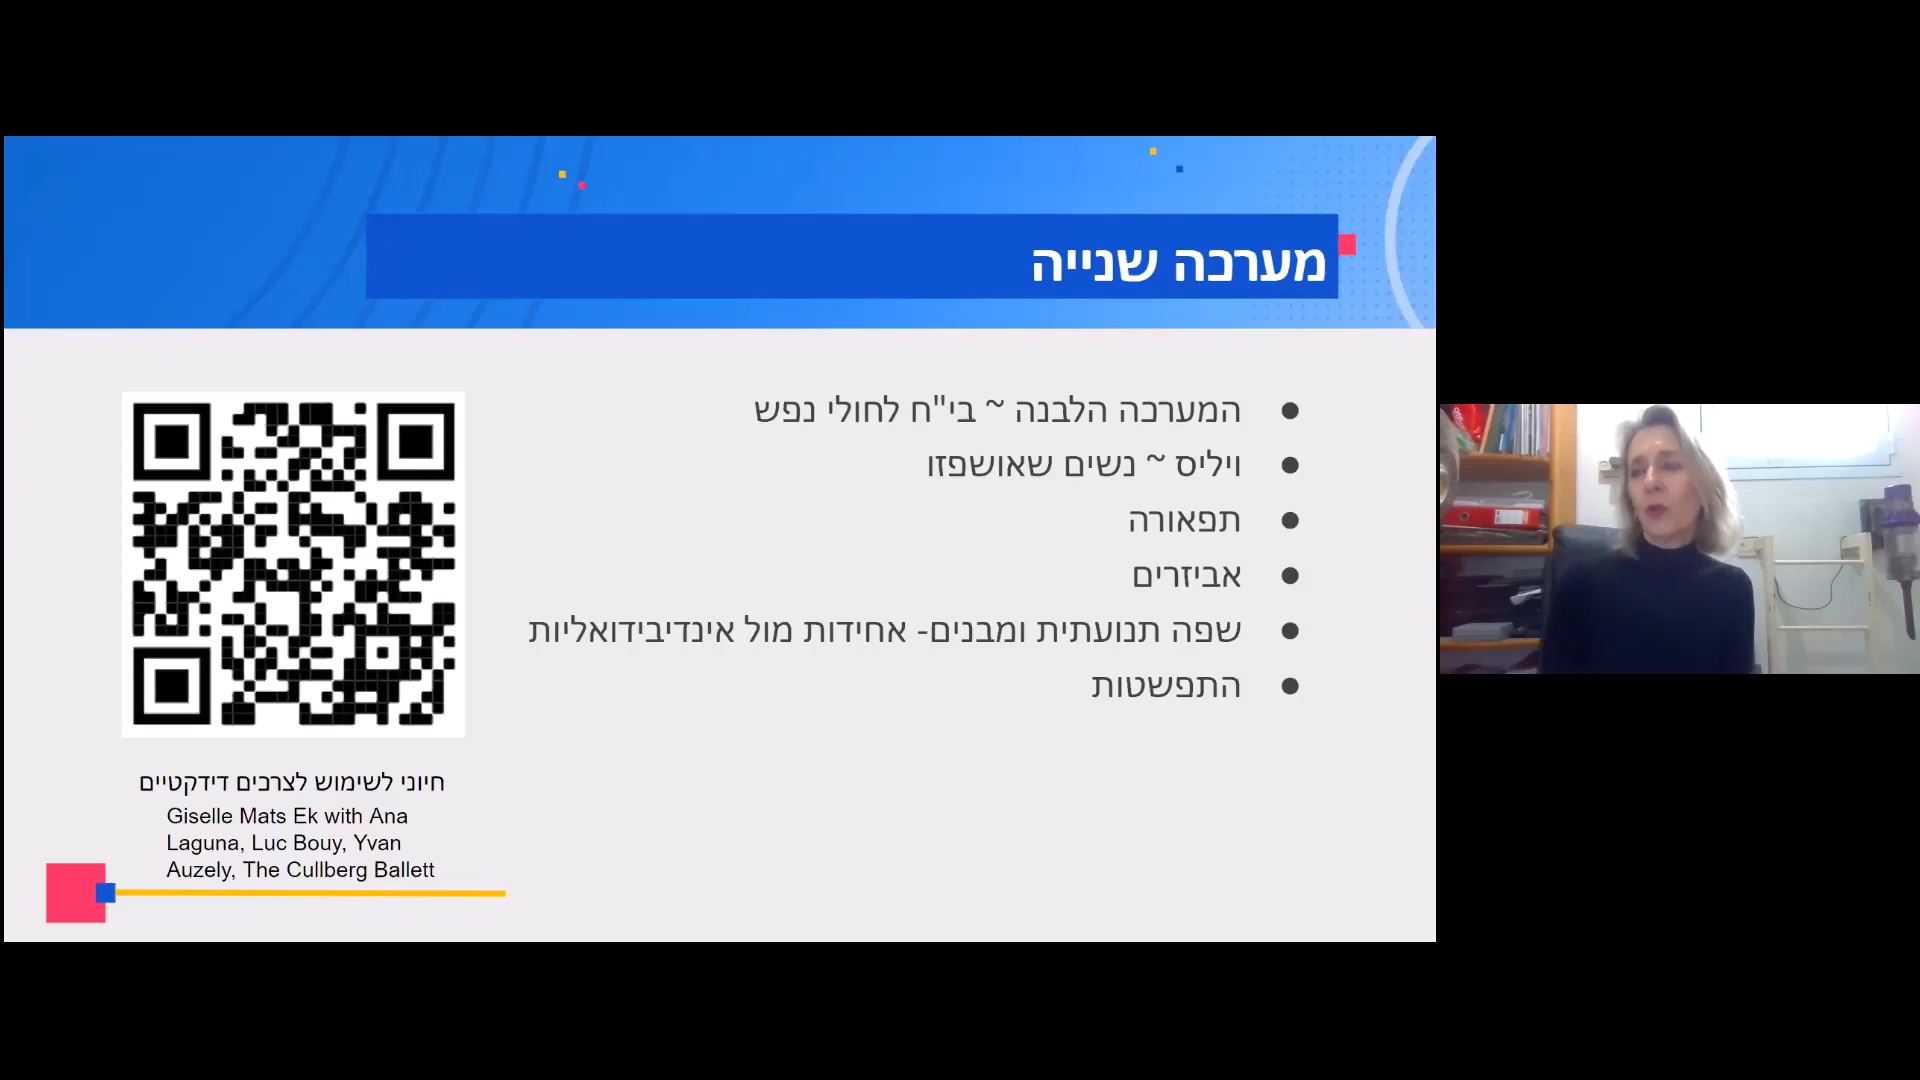 מערכה שנייה
המערכה הלבנה ~ בי"ח לחולי נפש
ויליס ~ נשים שאושפזו
תפאורה
אביזרים
שפה תנועתית ומבנים- אחידות מול אינדיבידואליות
התפשטות
חיוני לשימוש לצרכים דידקטיים
Giselle Mats Ek with Ana
Laguna, Luc Bouy, Yvan
Auzely, The Cullberg Ballett